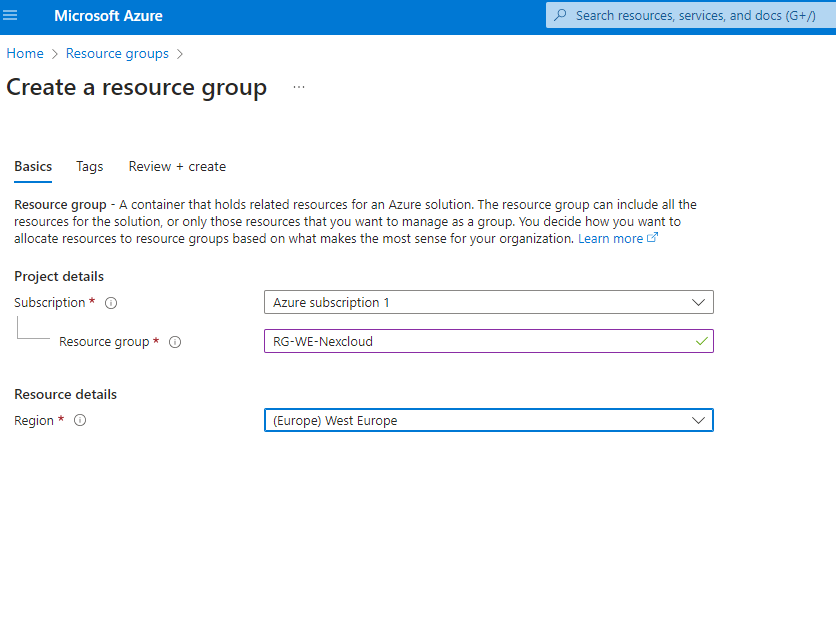 Microsoft Azure
Search resources, services, and docs (G+/)
Home > Resource groups >
Create a resource group ...
Basics Tags Review + create
Resource group - A container that holds related resources for an Azure solution. The resource group can include all the
resources for the solution, or only those resources that you want to manage as a group. You decide how you want to
allocate resources to resource groups based on what makes the most sense for your organization. Learn more
Project details
Subscription * Azure subscription 1
Resource group * RG-WE-Nexcloud
Resource details
Region * (Europe) West Europe